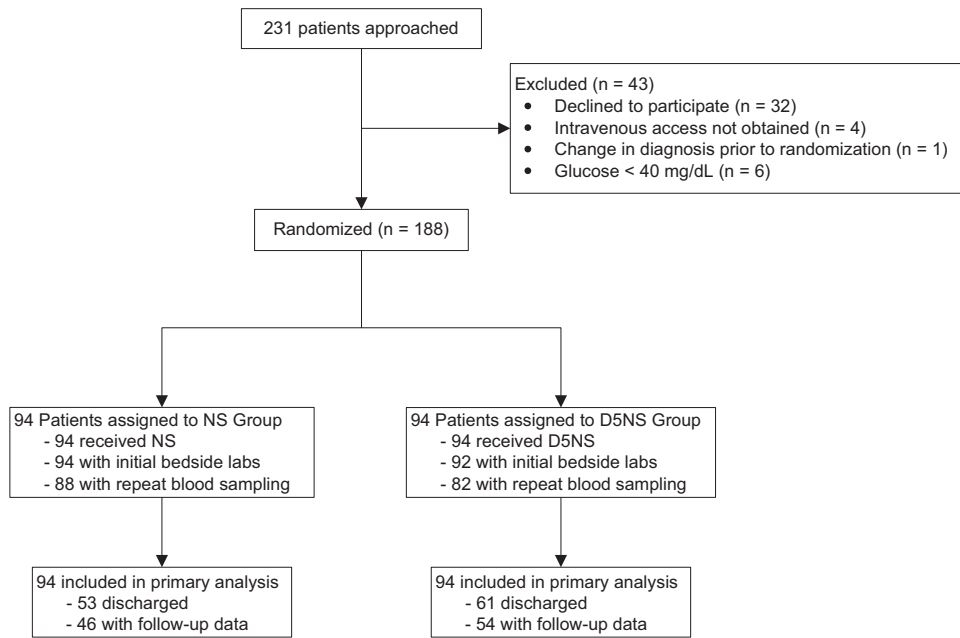 231 patients approached
Excluded (n = 43)
• Declined to participate (n = 32)
• Intravenous access not obtained (n = 4)
• Change in diagnosis prior to randomization (n = 1)
• Glucose < 40 mg/dL (n = 6)
Randomized (n = 188)
94 Patients assigned to NS Group
- 94 received NS
- 94 with initial bedside labs
- 88 with repeat blood sampling
94 Patients assigned to D5NS Group
- 94 received D5NS
- 92 with initial bedside labs
- 82 with repeat blood sampling
94 included in primary analysis
- 53 discharged
- 46 with follow-up data
94 included in primary analysis
- 61 discharged
- 54 with follow-up data